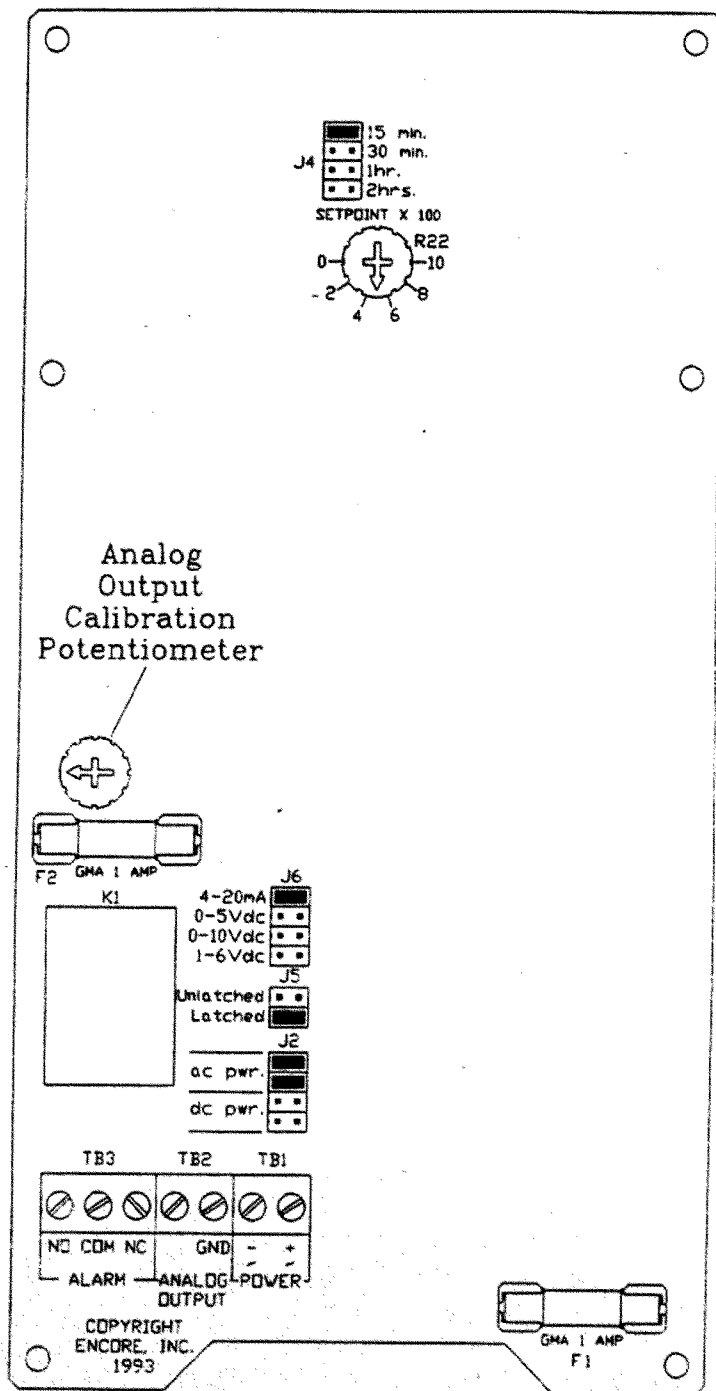 15 min.
J4
30 min.
1hr.
2hrs.
SETPOINT X 100
R22
0
10
2
8
4
6
Analog
Output
Calibration
Potentiometer
F2
GMA 1 AMP
K1
J6
4-20mA
0-5Vdc
0-10Vdc
1-6Vdc
J5
Unlatched
Latched
J2
ac pwr.
dc pwr.
TB3 TB2 TB1
NO COM NC GND - +
~ ~
ALARM ANALOG POWER
OUTPUT
COPYRIGHT
ENCORE, INC.
1993
GMA 1 AMP
F1